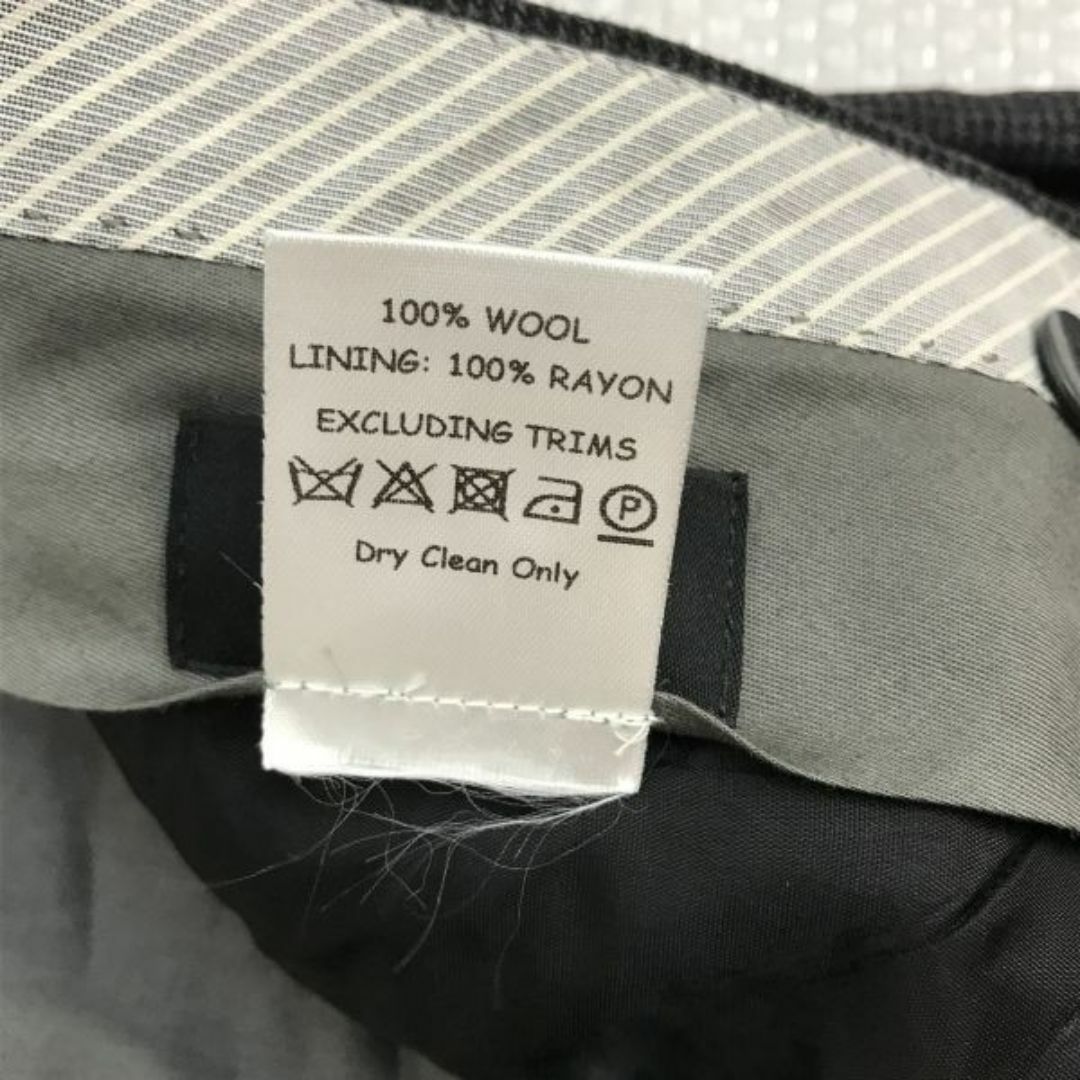 100% WOOL
LINING: 100% RAYON
EXCLUDING TRIMS
P
Dry Clean Only